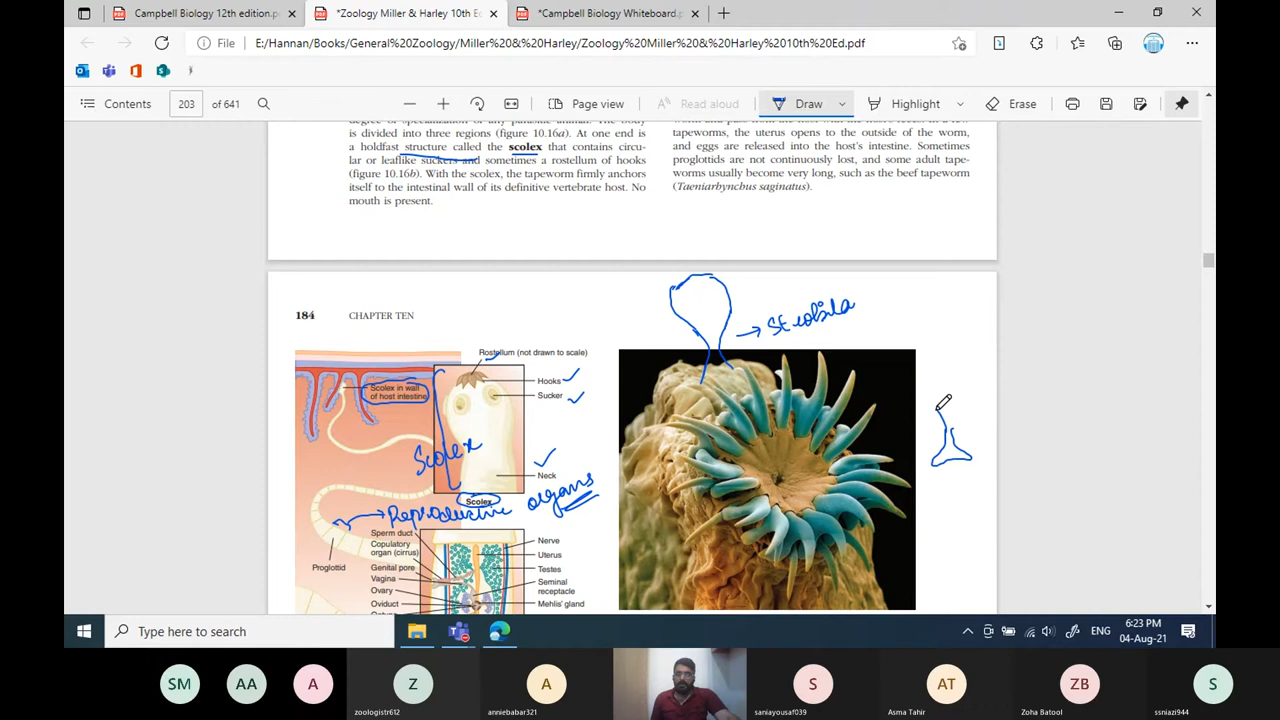 Campbell Biology 12th edition.p
*Zoology Miller & Harley 10th Ec
*Campbell Biology Whiteboard.p
File
E:/Hannan/Books/General%20Zoology/Miller%20&%20Harley/Zoology%20Miller%20&%20Harley%2010th%20Ed.pdf
Contents
203
of 641
Page view
Read aloud
Draw
Highlight
Erase
is divided into three regions (figure 10.16a). At one end is
a holdfast structure called the scolex that contains circu-
lar or leaflike suckers and sometimes a rostellum of hooks
(figure 10.16b). With the scolex, the tapeworm firmly anchors
itself to the intestinal wall of its definitive vertebrate host. No
mouth is present.
tapeworms, the uterus opens to the outside of the worm,
and eggs are released into the host's intestine. Sometimes
proglottids are not continuously lost, and some adult tape-
worms usually become very long, such as the beef tapeworm
(Taeniarhynchus saginatus).
184
CHAPTER TEN
→ Strobila
Rostellum (not drawn to scale)
Scolex in wall
of host intestine
Hooks
Sucker
Scolex
Neck
Scolex
→ Reproductive organs
Proglottid
Sperm duct
Copulatory
organ (cirrus)
Genital pore
Vagina
Ovary
Oviduct
Nerve
Uterus
Testes
Seminal
receptacle
Mehlis' gland
Type here to search
ENG
6:23 PM
04-Aug-21
SM
AA
A
Z
zoologistr612
A
anniebabar321
S
saniayousaf039
AT
Asma Tahir
ZB
Zoha Batool
S
ssniazi944